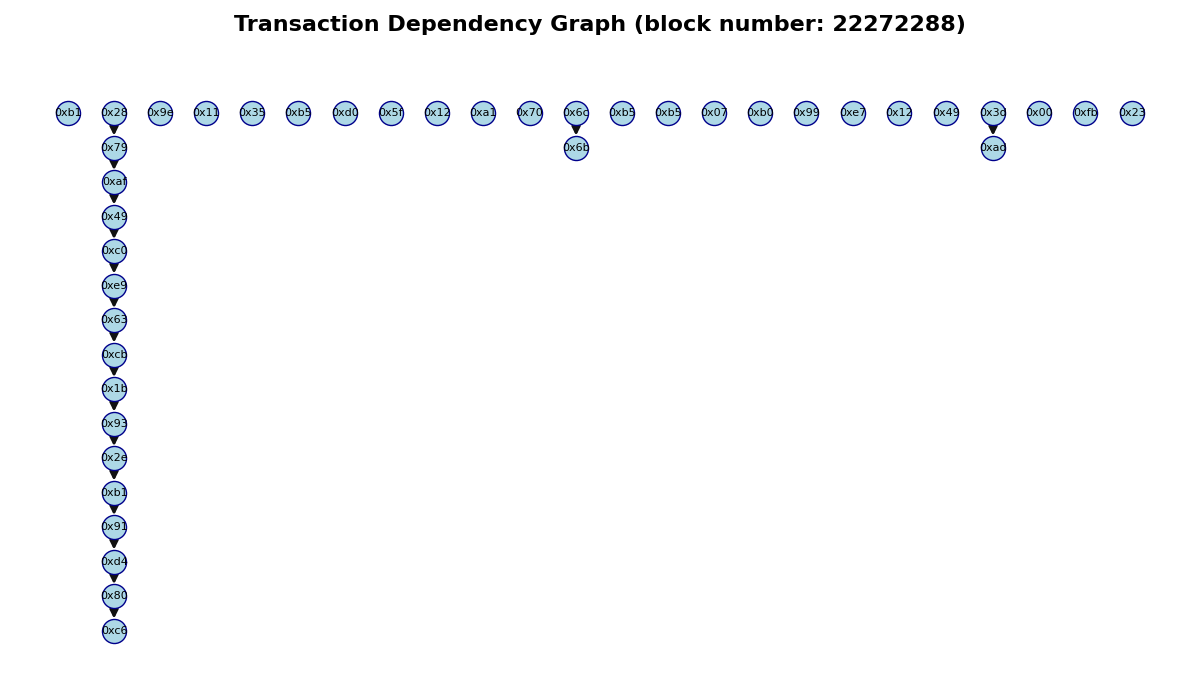 Transaction Dependency Graph (block number: 22272288)
0xb1 0x28 0x9e 0x11 0x35 0xb5 0xd0 0x5f 0x12 0xa1 0x70 0x6c 0xb5 0xb5 0x07 0xb0 0x99 0xe7 0x12 0x49 0x3d 0x00 0xfb 0x23
0x79 0x6b 0xad
0xaf
0x49
0xc0
0xe9
0x63
0xcb
0x1b
0x93
0x2e
0xb1
0x91
0xd4
0x80
0xc6